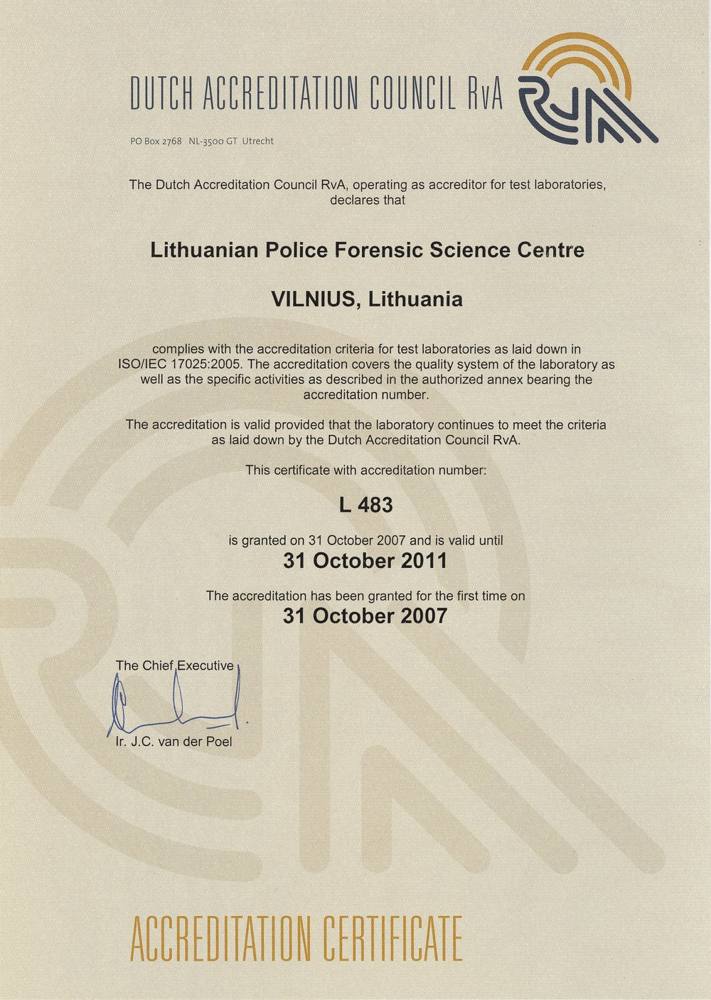 DUTCH ACCREDITATION COUNCIL RvA
RvA
PO Box 2768 NL-3500 GT Utrecht
The Dutch Accreditation Council RvA, operating as accreditor for test laboratories,
declares that
Lithuanian Police Forensic Science Centre
VILNIUS, Lithuania
complies with the accreditation criteria for test laboratories as laid down in
ISO/IEC 17025:2005. The accreditation covers the quality system of the laboratory as
well as the specific activities as described in the authorized annex bearing the
accreditation number.
The accreditation is valid provided that the laboratory continues to meet the criteria
as laid down by the Dutch Accreditation Council RvA.
This certificate with accreditation number:
L 483
is granted on 31 October 2007 and is valid until
31 October 2011
The accreditation has been granted for the first time on
31 October 2007
The Chief Executive
Ir. J.C. van der Poel
ACCREDITATION CERTIFICATE